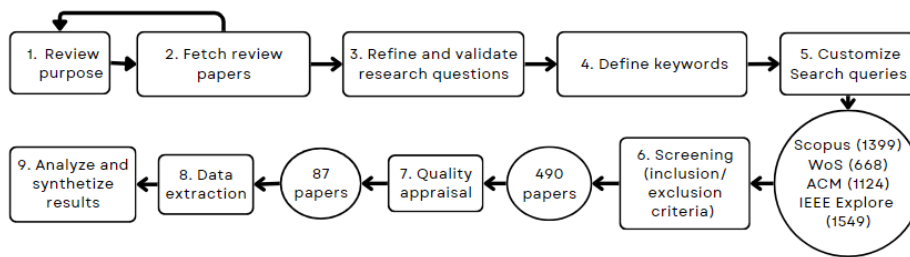 1. Review
purpose
2. Fetch review
papers
3. Refine and validate
research questions
4. Define keywords
5. Customize
Search queries
Scopus (1399)
WoS (668)
ACM (1124)
IEEE Explore
(1549)
6. Screening
(inclusion/
exclusion
criteria)
490
papers
7. Quality
appraisal
87
papers
8. Data
extraction
9. Analyze and
synthetize
results